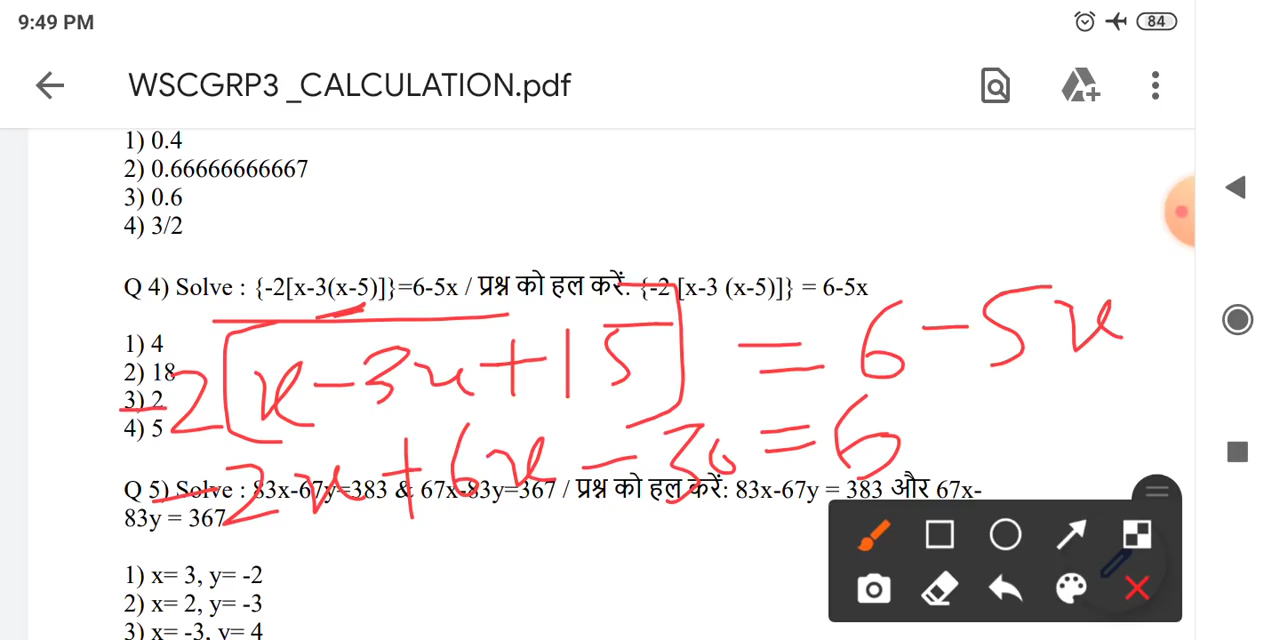 9:49 PM
84
WSCGRP3 _CALCULATION.pdf
1) 0.4
2) 0.66666666667
3) 0.6
4) 3/2
Q 4) Solve : {-2[x-3(x-5)]}=6-5x / प्रश्न को हल करें: {-2 [x-3 (x-5)]} = 6-5x
1) 4
2) 18
3) 2
4) 5
-2[x-3x+15] = 6-5x
-2x+6x-30=6
Q 5) Solve : 83x-67y=383 & 67x-83y=367 / प्रश्न को हल करें: 83x-67y = 383 और 67x-
83y = 367
1) x= 3, y= -2
2) x= 2, y= -3
3) x= -3, y= 4